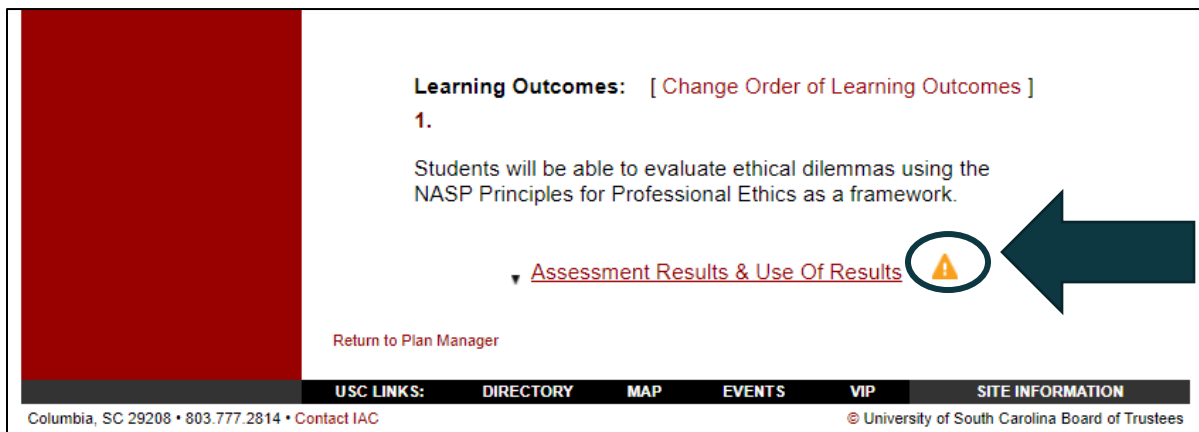 Learning Outcomes: [ Change Order of Learning Outcomes ]
1.
Students will be able to evaluate ethical dilemmas using the
NASP Principles for Professional Ethics as a framework.
Assessment Results & Use Of Results
Return to Plan Manager
USC LINKS: DIRECTORY MAP EVENTS VIP SITE INFORMATION
Columbia, SC 29208 • 803.777.2814 • Contact IAC © University of South Carolina Board of Trustees